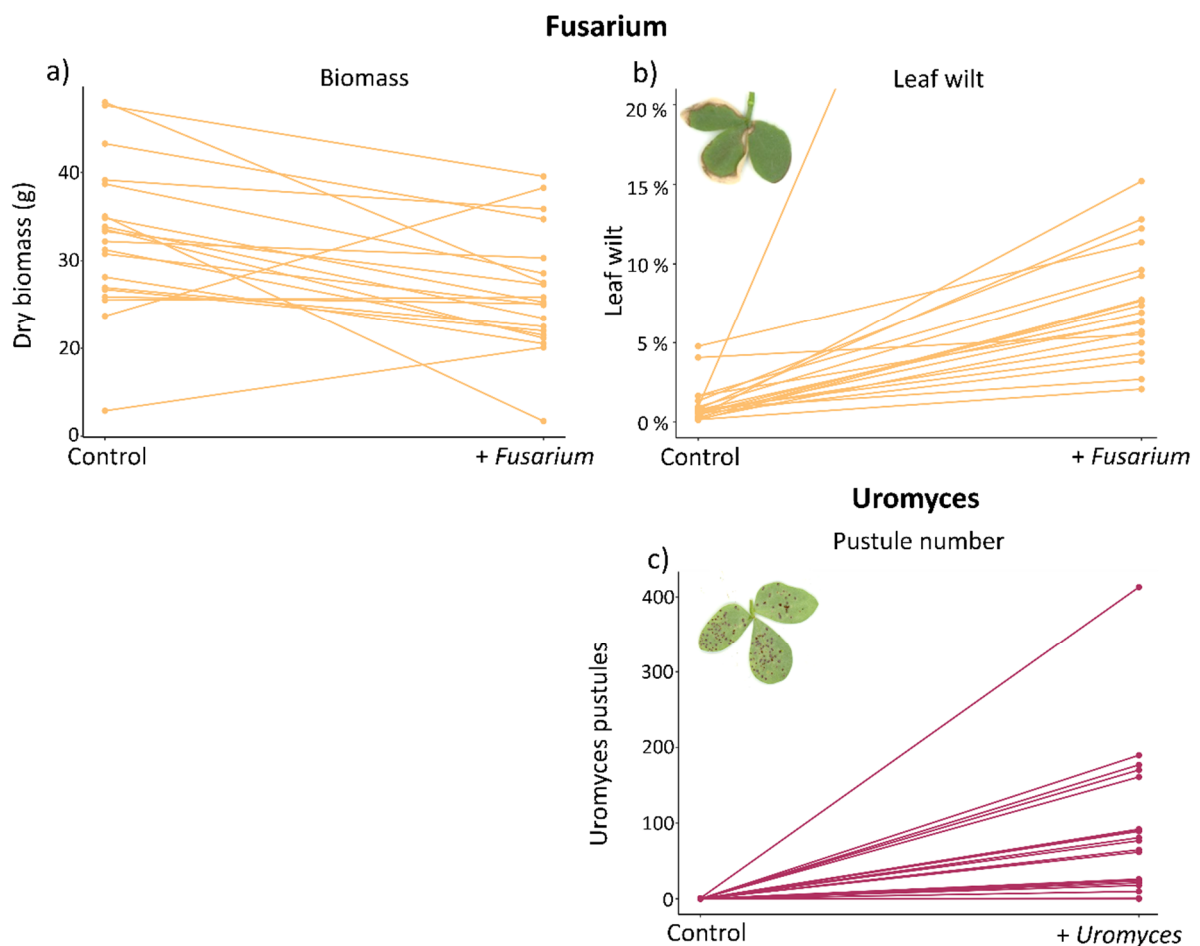 Fusarium
a)
Biomass
Dry biomass (g)
40
30
20
0
Control
+ Fusarium
b)
Leaf wilt
Leaf wilt
20 %
15 %
10 %
5 %
0 %
Control
+ Fusarium
Uromyces
Pustule number
c)
Uromyces pustules
400
300
200
100
0
Control
+ Uromyces